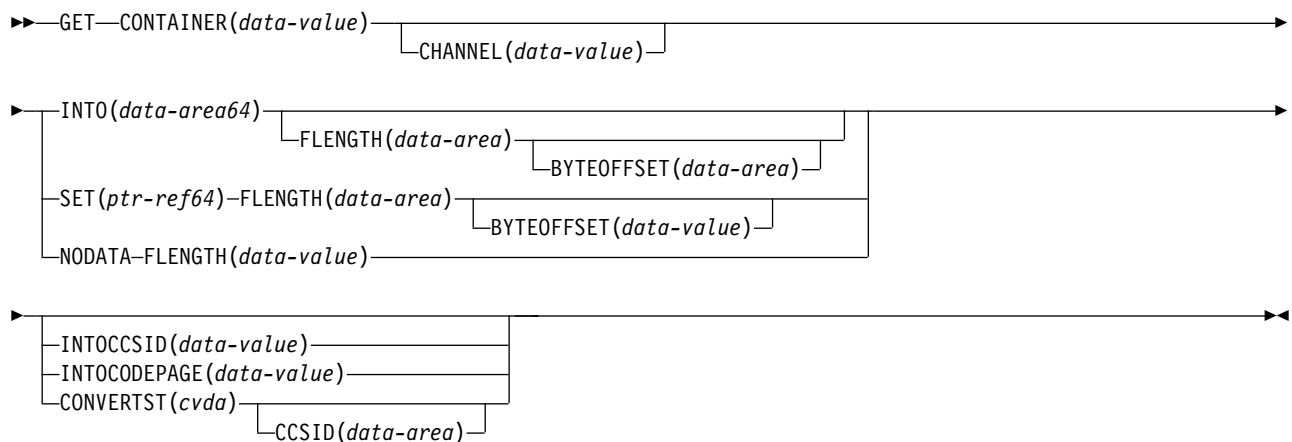 GET CONTAINER(data-value)
CHANNEL(data-value)
INTO(data-area64)
FLENGTH(data-area)
BYTEOFFSET(data-area)
SET(ptr-ref64) FLENGTH(data-area)
BYTEOFFSET(data-value)
NODATA FLENGTH(data-value)
INTOCCSID(data-value)
INTOCODEPAGE(data-value)
CONVERTST(cvda)
CCSID(data-area)